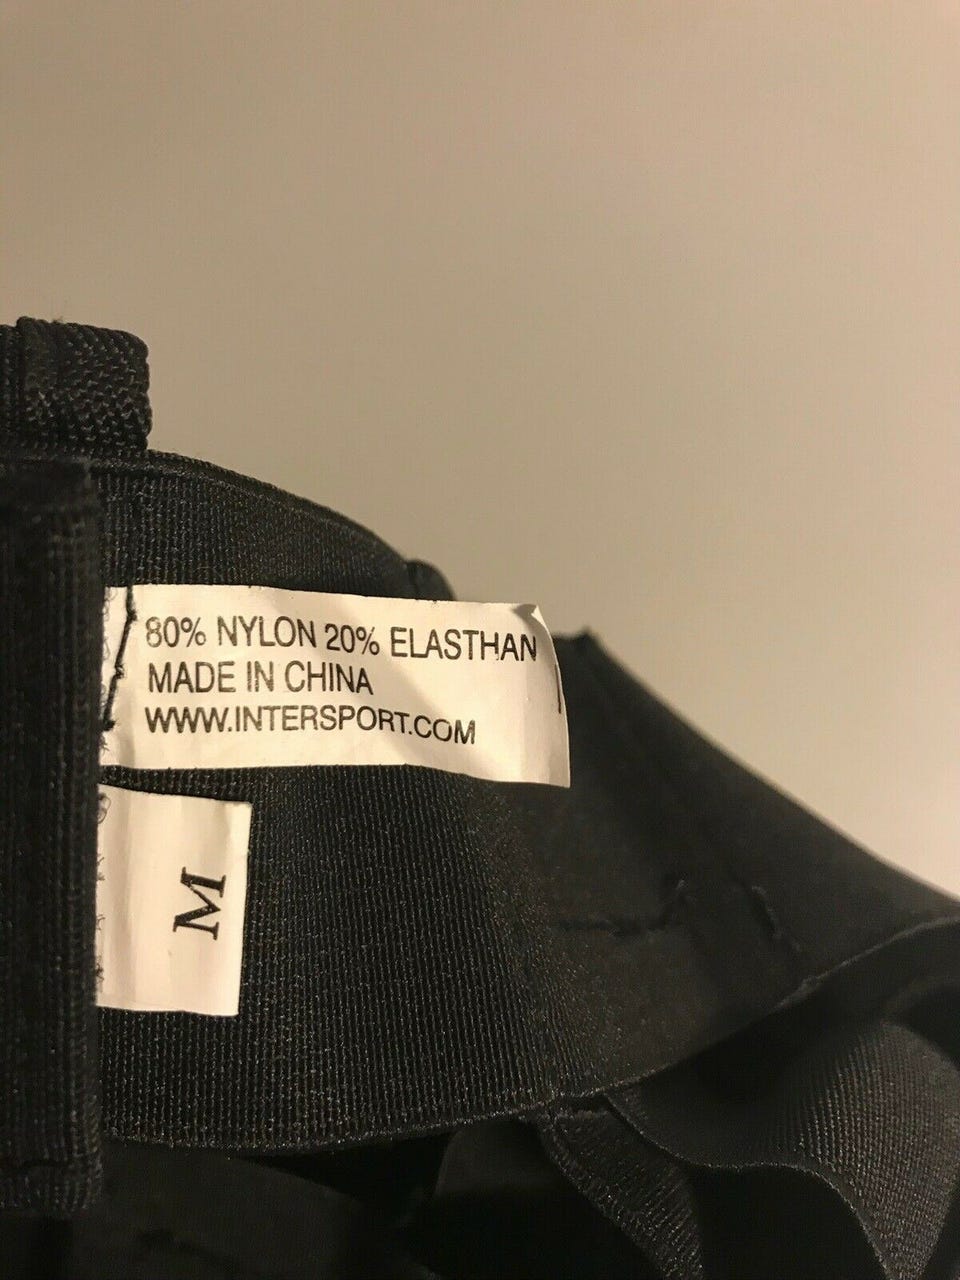 80% NYLON 20% ELASTHAN
MADE IN CHINA
WWW.INTERSPORT.COM
M